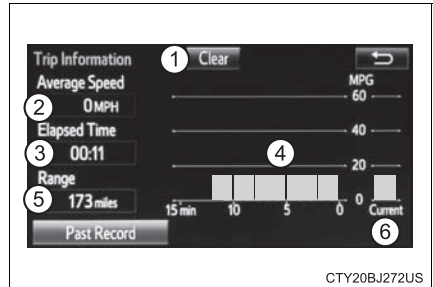 Trip Information
1
Clear
Average Speed
MPG
2
0 MPH
60
Elapsed Time
40
3
00:11
4
20
Range
5
173 miles
0
15 min
10
5
0
Current
Past Record
6
CTY20BJ272US